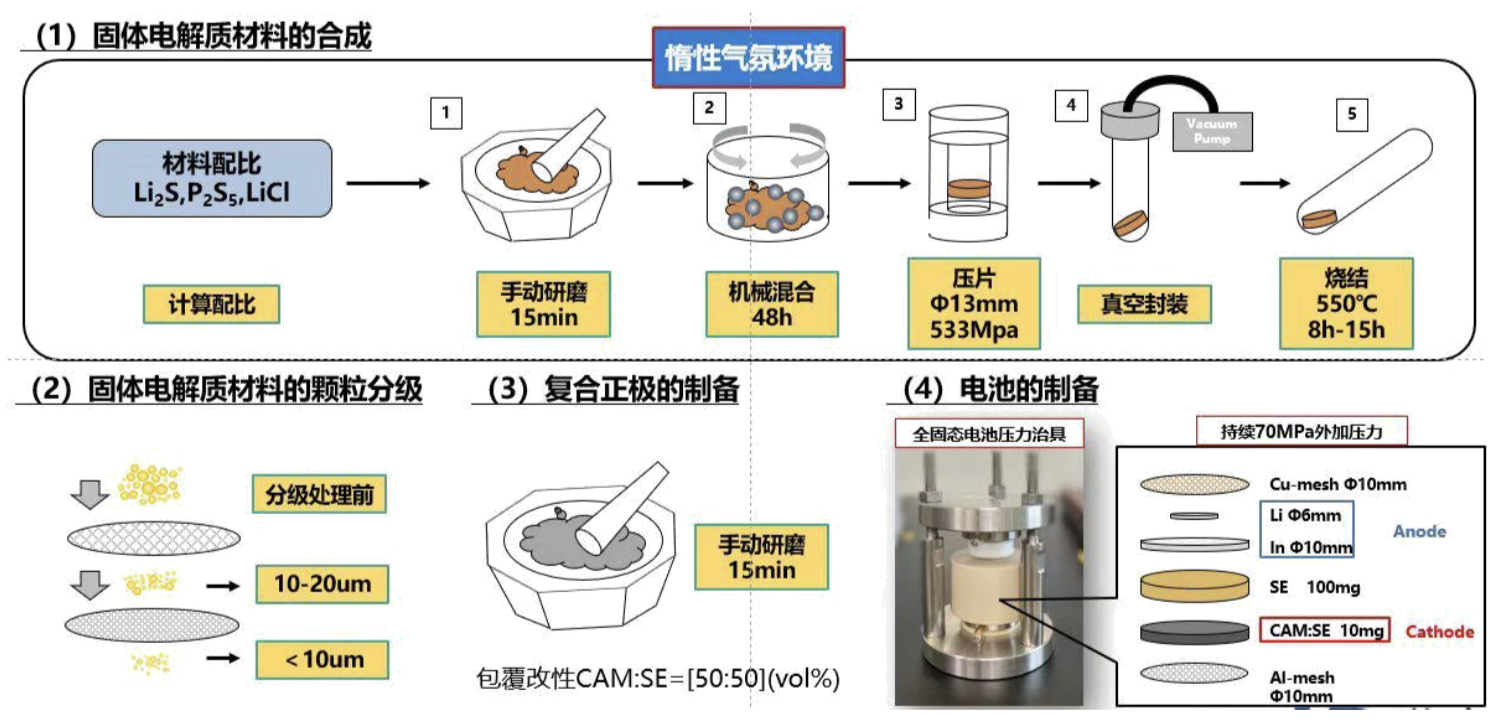 (1) 固体电解质材料的合成
惰性气氛环境
材料配比
Li₂S,P₂S₅,LiCl
计算配比
1
手动研磨
15min
2
机械混合
48h
3
压片
Φ13mm
533Mpa
4
Vacuum
Pump
真空封装
5
烧结
550℃
8h-15h
(2) 固体电解质材料的颗粒分级
分级处理前
10-20um
<10um
(3) 复合正极的制备
手动研磨
15min
包覆改性CAM:SE=[50:50](vol%)
(4) 电池的制备
全固态电池压力治具
持续70MPa外加压力
Cu-mesh Φ10mm
Li Φ6mm
In Φ10mm
Anode
SE 100mg
CAM:SE 10mg
Cathode
Al-mesh
Φ10mm